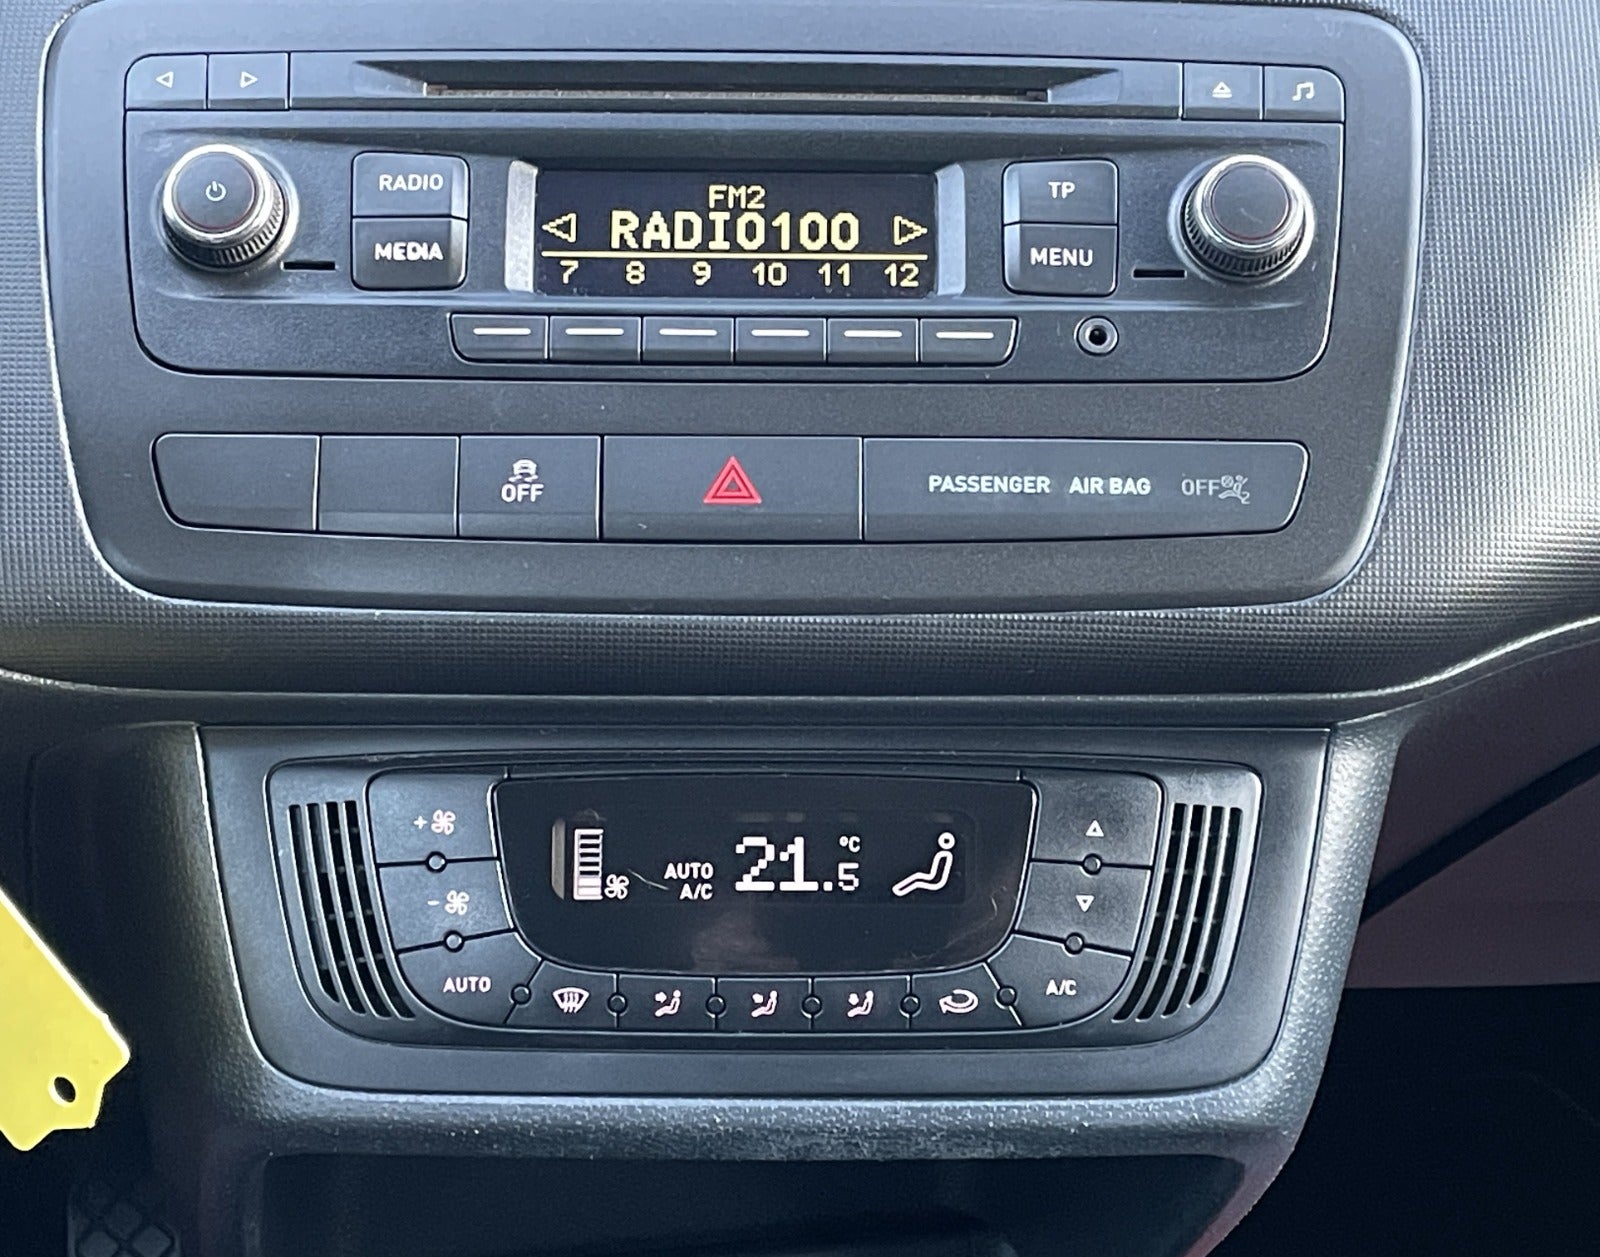 RADIO
MEDIA
FM2
RADIO100
7 8 9 10 11 12
TP
MENU
OFF
PASSENGER AIR BAG OFF
2
+
-
AUTO
AUTO
A/C
21.5 °C
A/C